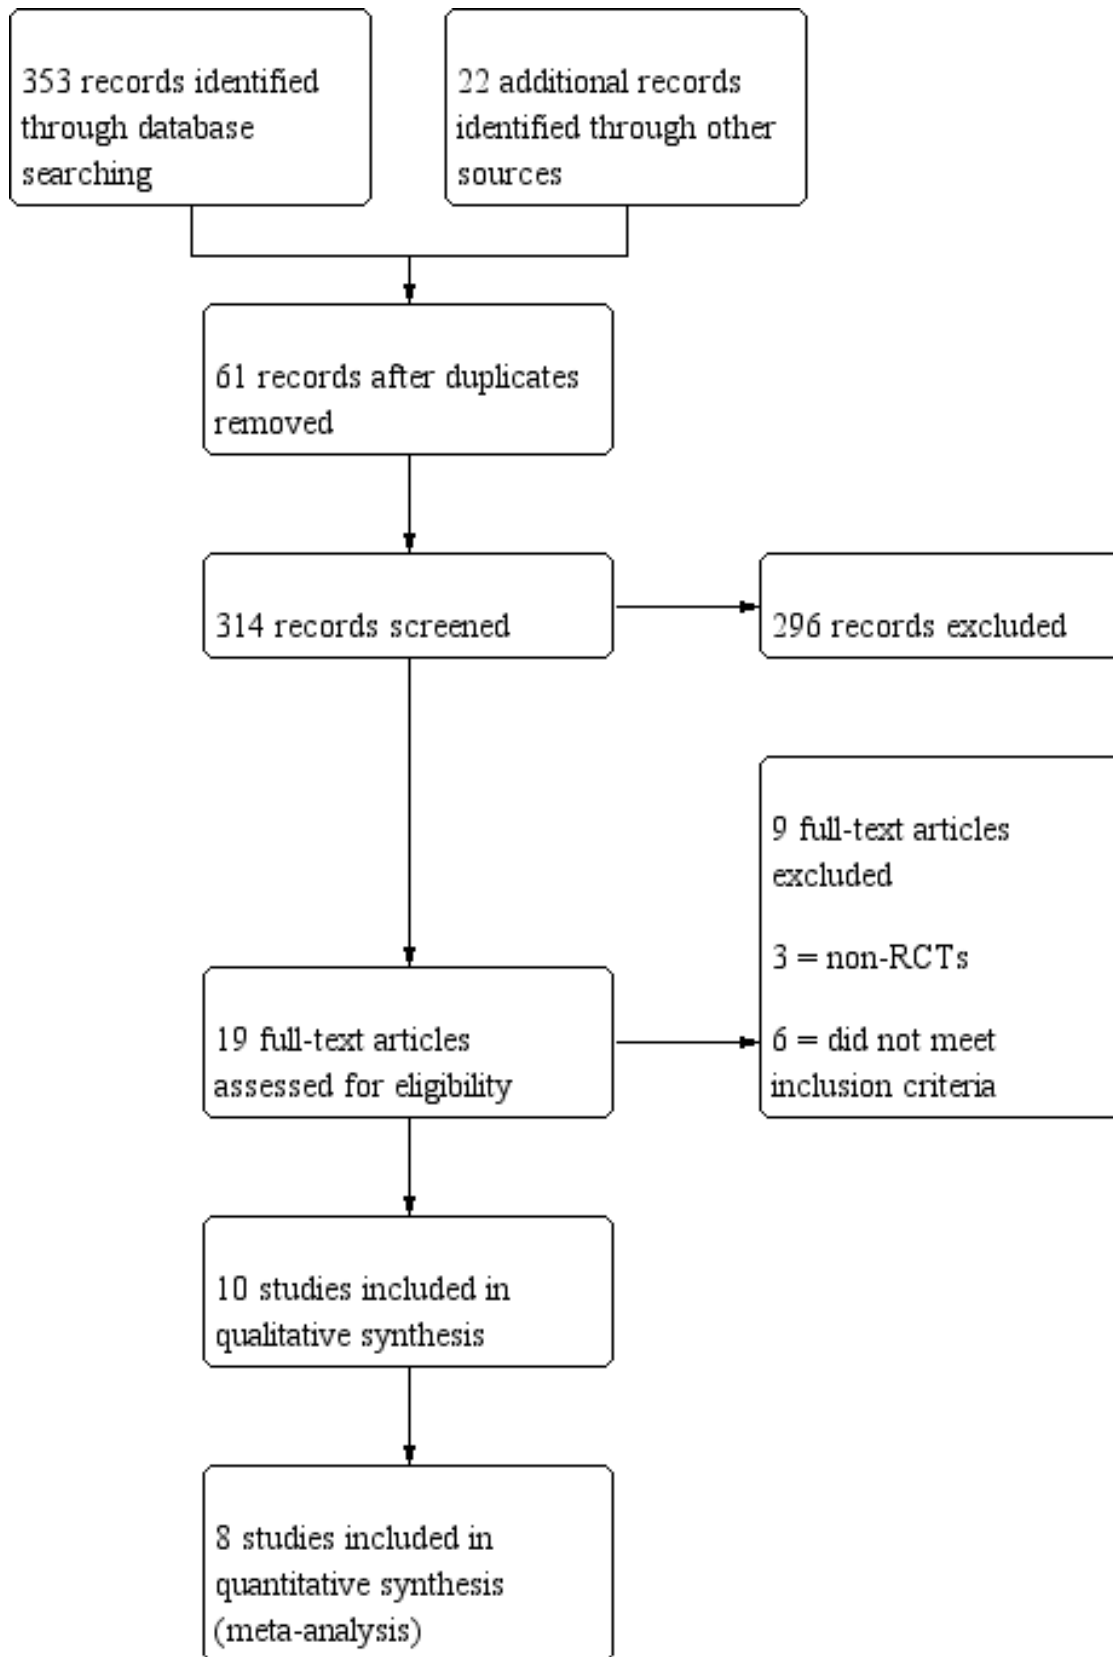 353 records identified
through database
searching
22 additional records
identified through other
sources
61 records after duplicates
removed
314 records screened
296 records excluded
9 full-text articles
excluded
3 = non-RCTs
6 = did not meet
inclusion criteria
19 full-text articles
assessed for eligibility
10 studies included in
qualitative synthesis
8 studies included in
quantitative synthesis
(meta-analysis)